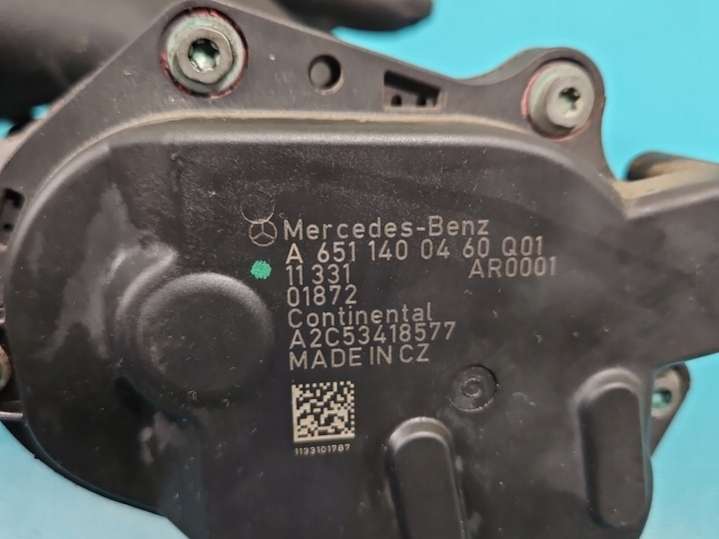 Mercedes-Benz
A 651 140 04 60 Q01
11 331 AR0001
01872
Continental
A2C53418577
MADE IN CZ
1133101787